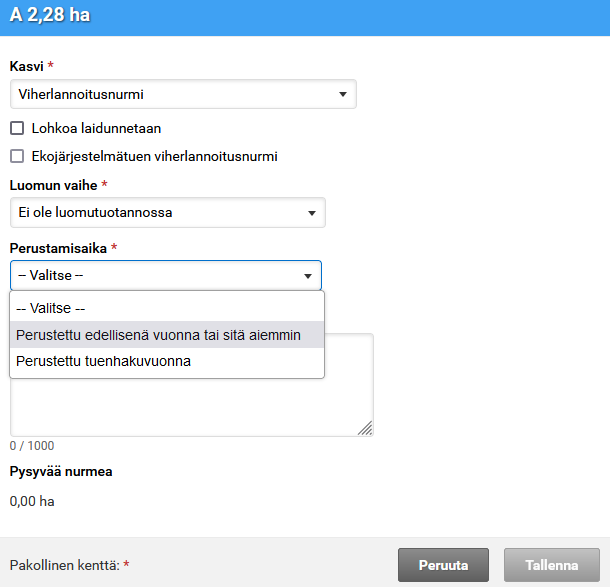 A 2,28 ha
Kasvi *
Viherlannoitusnurmi
Lohkoa laidunnetaan
Ekojärjestelmätuen viherlannoitusnurmi
Luomun vaihe *
Ei ole luomutuotannossa
Perustamisaika *
-- Valitse --
-- Valitse --
Perustettu edellisenä vuonna tai sitä aiemmin
Perustettu tuenhakuvuonna
0 / 1000
Pysyvää nurmea
0,00 ha
Pakollinen kenttä: *
Peruuta
Tallenna